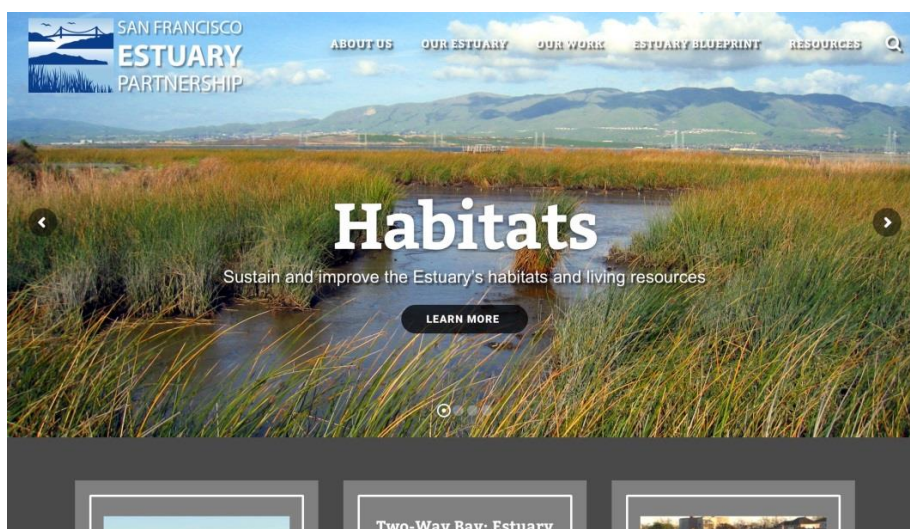 SAN FRANCISCO
ESTUARY
PARTNERSHIP
ABOUT US
OUR ESTUARY
OUR WORK
ESTUARY BLUEPRINT
RESOURCES
Habitats
Sustain and improve the Estuary's habitats and living resources
LEARN MORE
Two-Way Bay: Estuary